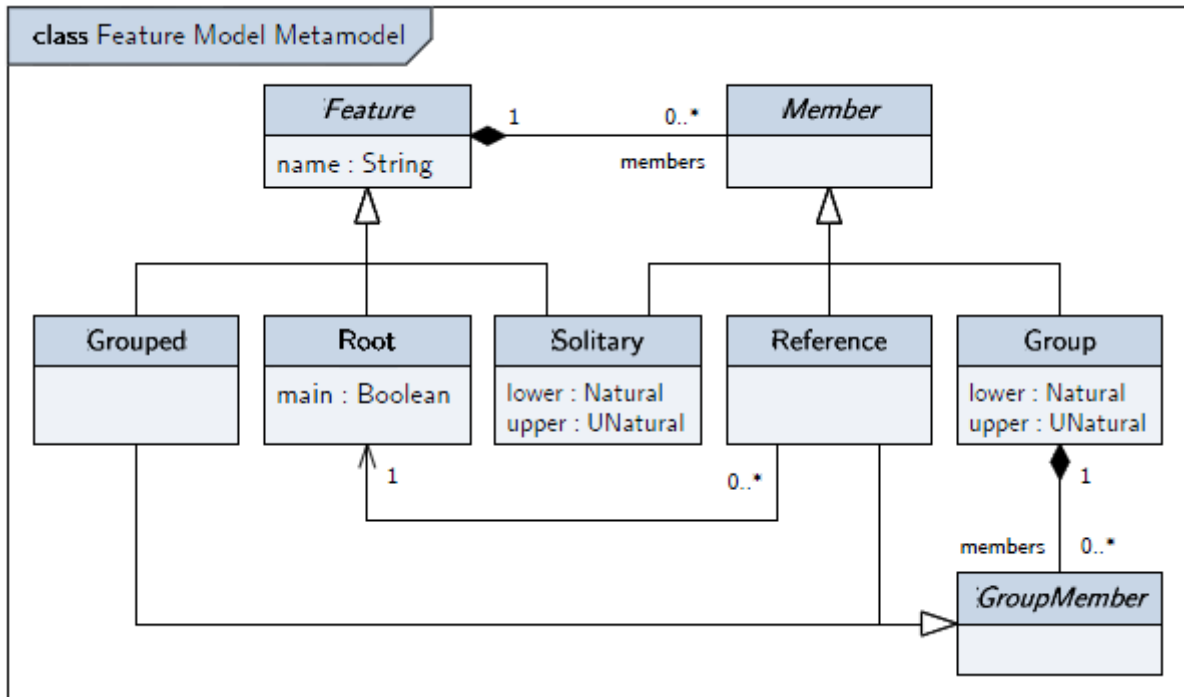 class Feature Model Metamodel
Feature
1
0..*
Member
name : String
members
Grouped
Root
Solitary
Reference
Group
main : Boolean
lower : Natural
upper : UNatural
lower : Natural
upper : UNatural
1
0..*
1
members
0..*
GroupMember